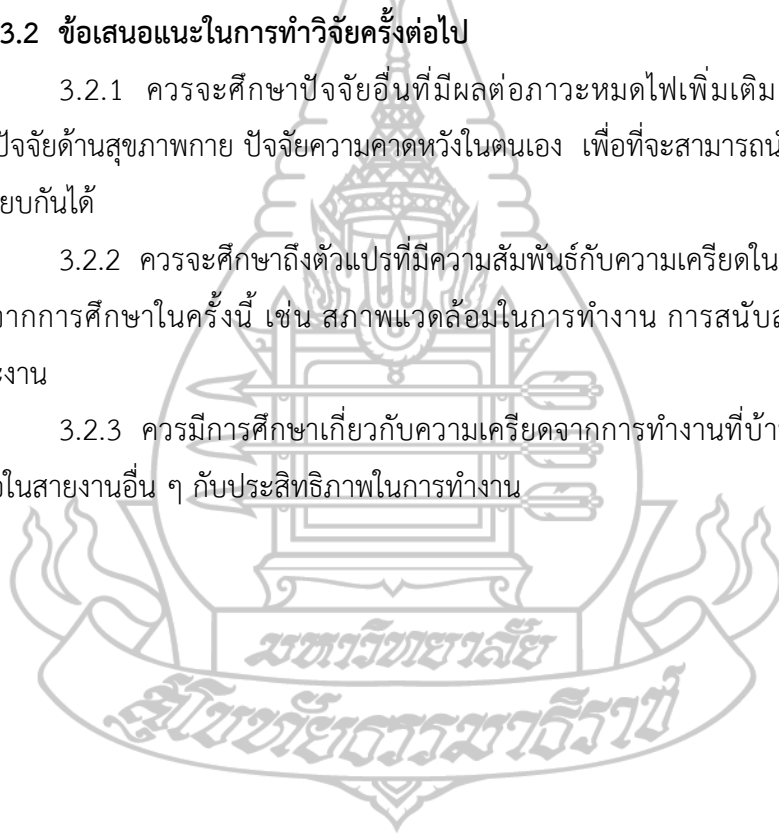 3.2 ข้อเสนอแนะในการทำวิจัยครั้งต่อไป
3.2.1 ควรจะศึกษาปัจจัยอื่นที่มีผลต่อภาวะหมดไฟเพิ่มเติม
ปัจจัยด้านสุขภาพกาย ปัจจัยความคาดหวังในตนเอง เพื่อที่จะสามารถ
ยบกันได้
3.2.2 ควรจะศึกษาถึงตัวแปรที่มีความสัมพันธ์กับความเครียดใน
จากการศึกษาในครั้งนี้ เช่น สภาพแวดล้อมในการทำงาน การสนับ
ะงาน
3.2.3 ควรมีการศึกษาเกี่ยวกับความเครียดจากการทำงานที่บ้า
ในสายงานอื่น ๆ กับประสิทธิภาพในการทำงาน
มหาวิทยาลัย
สุโขทัยธรรมาธิราช